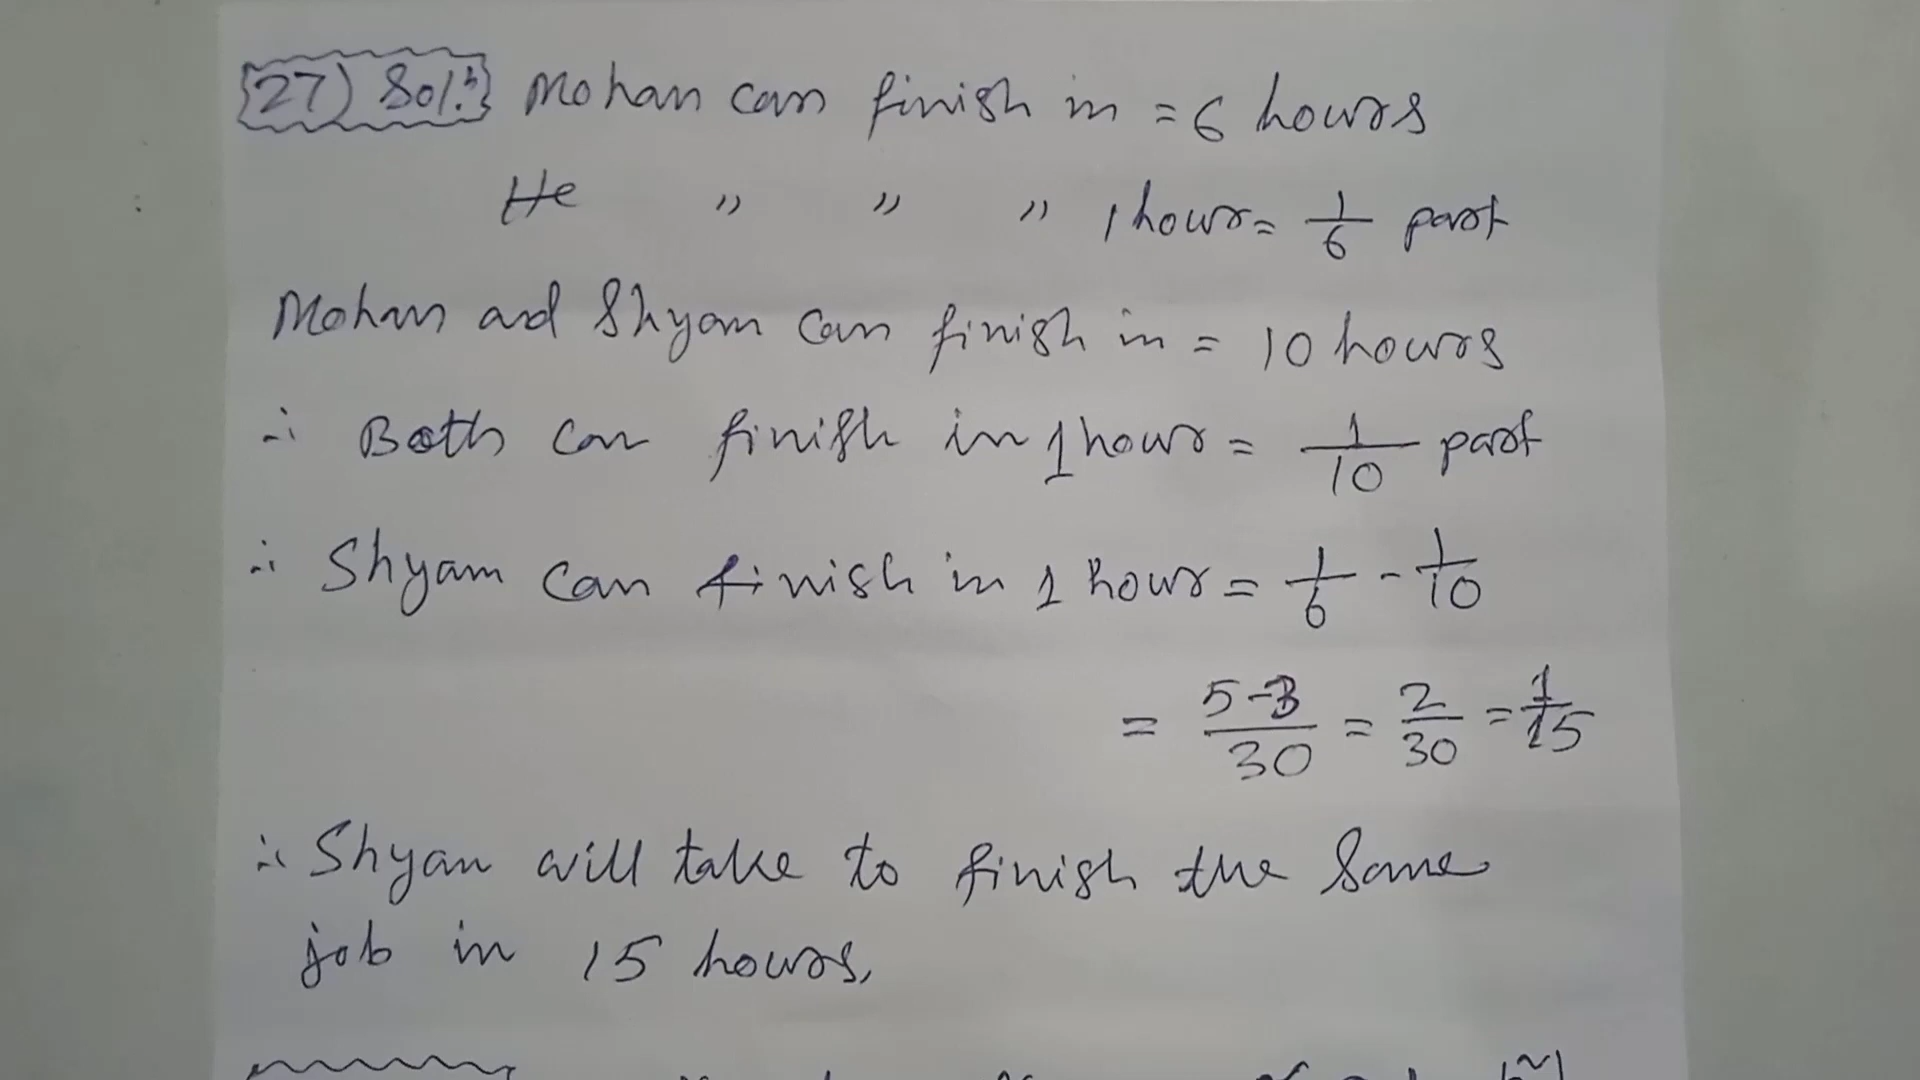 27) Sol.n Mohan can finish in = 6 hours
He " " " 1 hour = 1/6 part
Mohan and Shyam can finish in = 10 hours
∴ Both can finish in 1 hour = 1/10 part
∴ Shyam can finish in 1 hour = 1/6 - 1/10
= 5-3/30 = 2/30 = 1/15
∴ Shyam will take to finish the same
job in 15 hours.